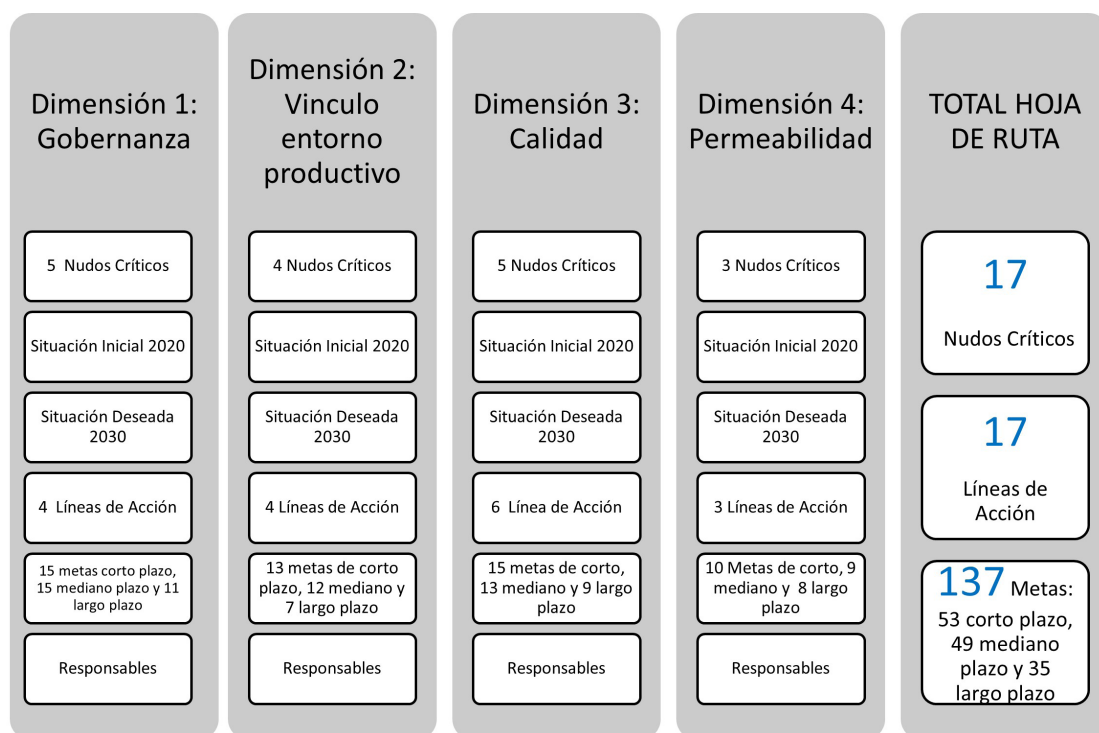 Dimensión 1:
Gobernanza
5 Nudos Críticos
Situación Inicial 2020
Situación Deseada
2030
4 Líneas de Acción
15 metas corto plazo,
15 mediano plazo y 11
largo plazo
Responsables
Dimensión 2:
Vinculo
entorno
productivo
4 Nudos Críticos
Situación Inicial 2020
Situación Deseada
2030
4 Líneas de Acción
13 metas de corto
plazo, 12 mediano y
7 largo plazo
Responsables
Dimensión 3:
Calidad
5 Nudos Críticos
Situación Inicial 2020
Situación Deseada
2030
6 Línea de Acción
15 metas de corto,
13 mediano y 9 largo
plazo
Responsables
Dimensión 4:
Permeabilidad
3 Nudos Críticos
Situación Inicial 2020
Situación Deseada
2030
3 Líneas de Acción
10 Metas de corto, 9
mediano y 8 largo
plazo
Responsables
TOTAL HOJA
DE RUTA
17
Nudos Críticos
17
Líneas de
Acción
137 Metas:
53 corto plazo,
49 mediano
plazo y 35
largo plazo